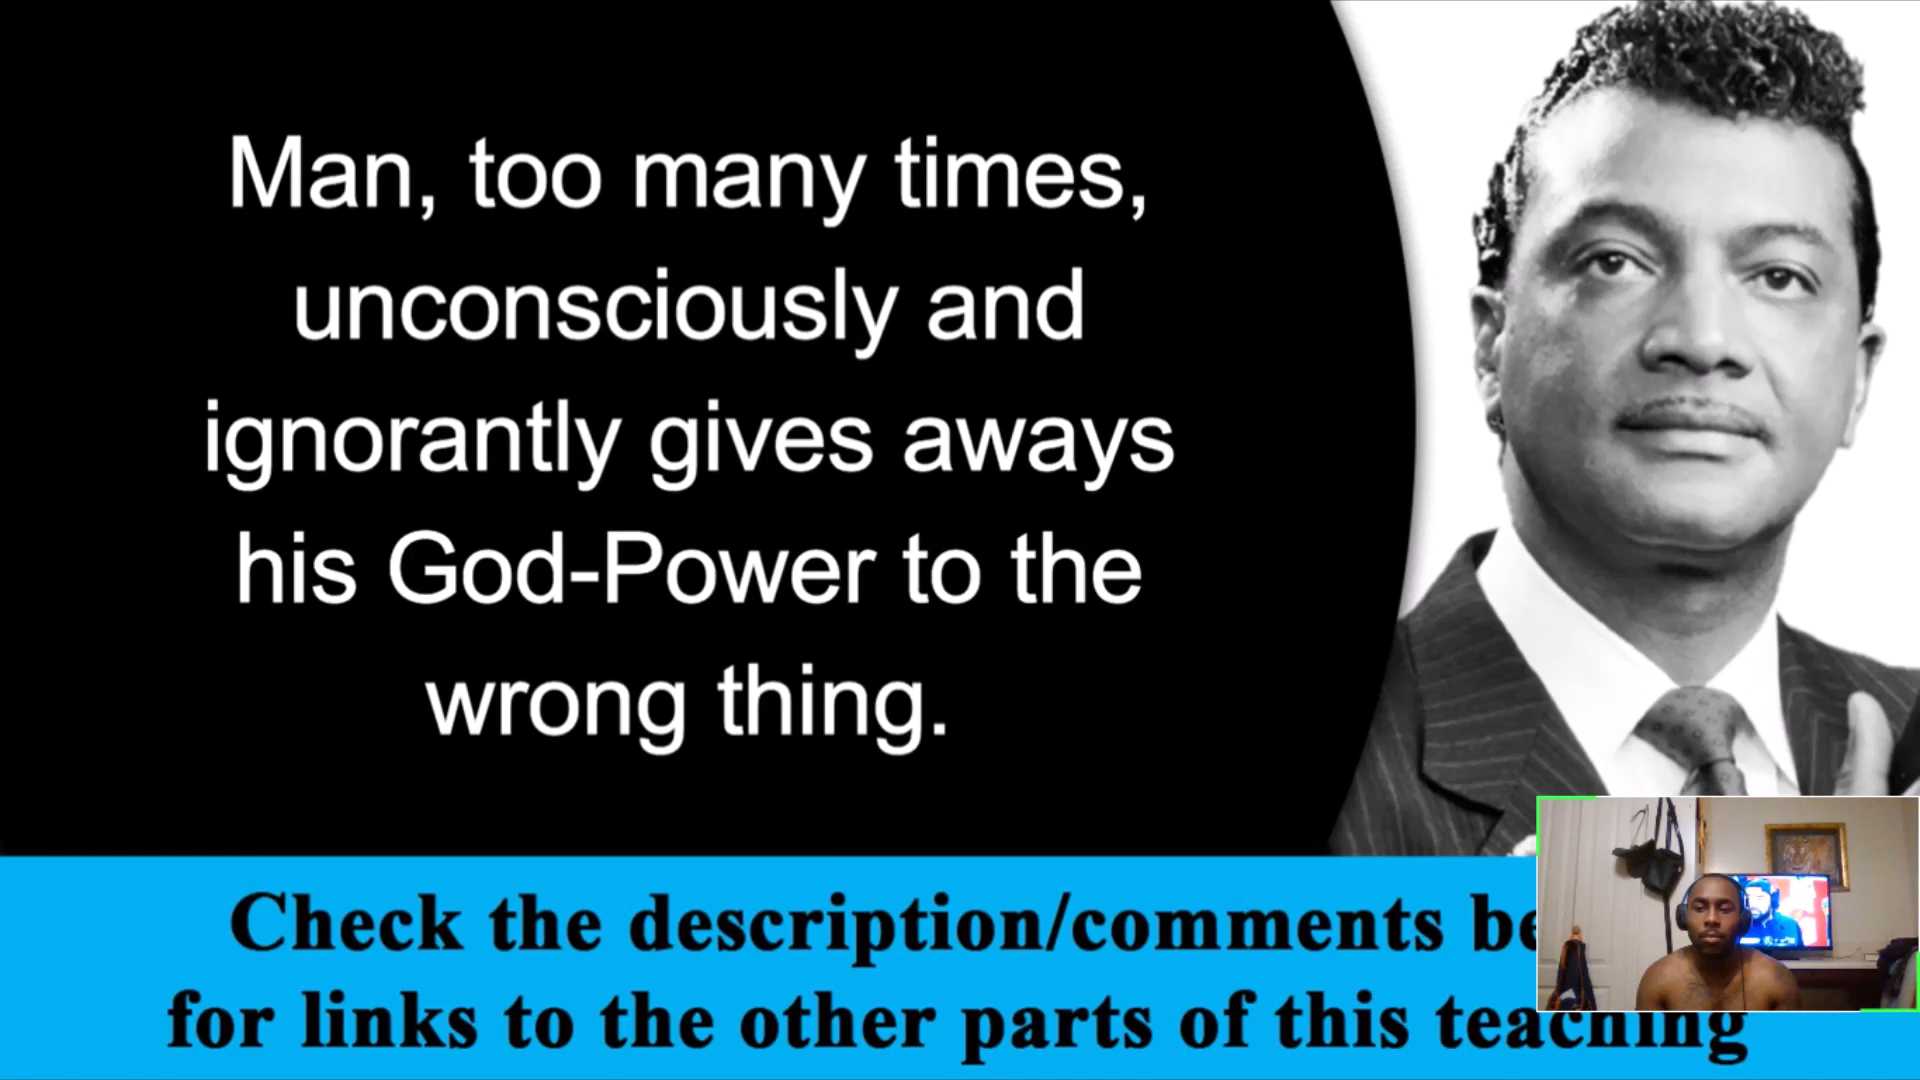 Man, too many times,
unconsciously and
ignorantly gives aways
his God-Power to the
wrong thing.
Check the description/comments
for links to the other parts of this teaching